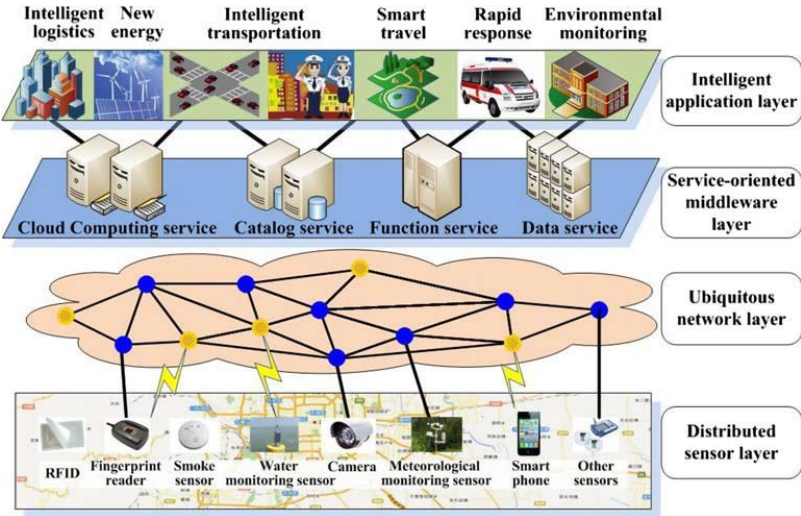 Intelligent logistics
New energy
Intelligent transportation
Smart travel
Rapid response
Environmental monitoring
Intelligent application layer
Cloud Computing service
Catalog service
Function service
Data service
Service-oriented middleware layer
Ubiquitous network layer
RFID
Fingerprint reader
Smoke sensor
Water monitoring sensor
Camera
Meteorological monitoring sensor
Smart phone
Other sensors
Distributed sensor layer